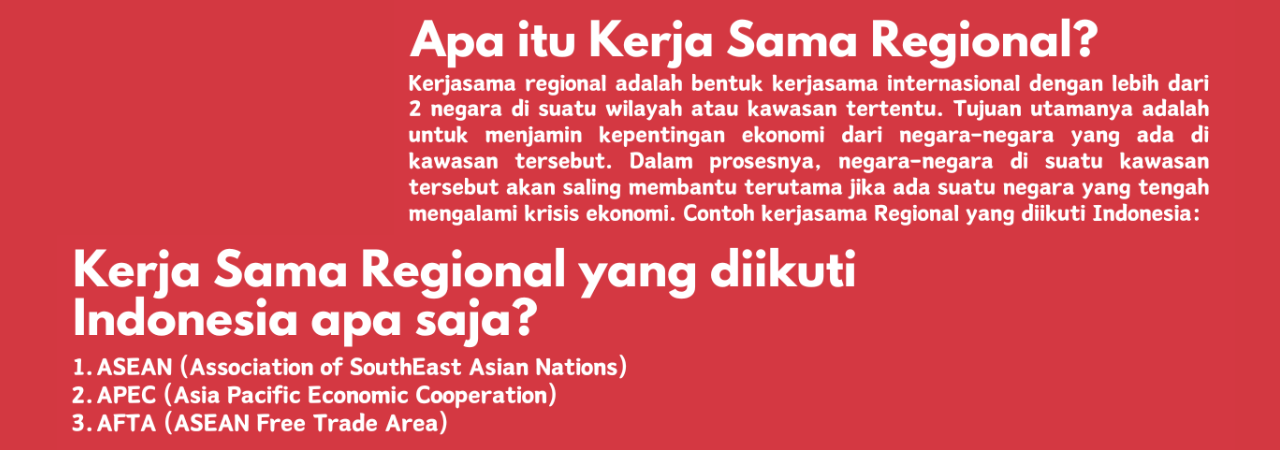 Apa itu Kerja Sama Regional?
Kerjasama regional adalah bentuk kerjasama internasional dengan lebih dari
2 negara di suatu wilayah atau kawasan tertentu. Tujuan utamanya adalah
untuk menjamin kepentingan ekonomi dari negara-negara yang ada di
kawasan tersebut. Dalam prosesnya, negara-negara di suatu kawasan
tersebut akan saling membantu terutama jika ada suatu negara yang tengah
mengalami krisis ekonomi. Contoh kerjasama Regional yang diikuti Indonesia:
Kerja Sama Regional yang diikuti
Indonesia apa saja?
1. ASEAN (Association of SouthEast Asian Nations)
2. APEC (Asia Pacific Economic Cooperation)
3. AFTA (ASEAN Free Trade Area)